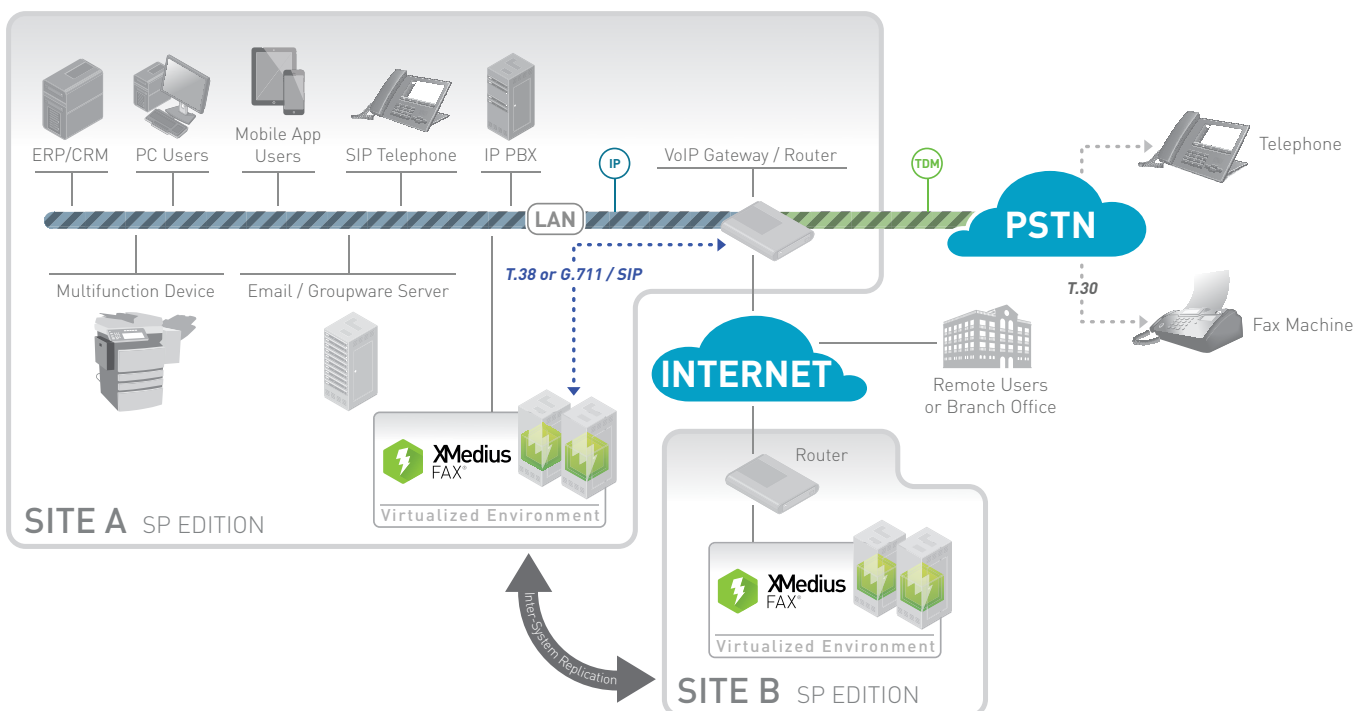 ERP/CRM
PC Users
Mobile App
Users
SIP Telephone
IP PBX
IP
VoIP Gateway / Router
TDM
Telephone
LAN
PSTN
T.38 or G.711 / SIP
Multifunction Device
Email / Groupware Server
T.30
Fax Machine
INTERNET
Remote Users
or Branch Office
XMedius
FAX®
Virtualized Environment
SITE A SP EDITION
Router
XMedius
FAX®
Virtualized Environment
Inter-System Replication
SITE B SP EDITION